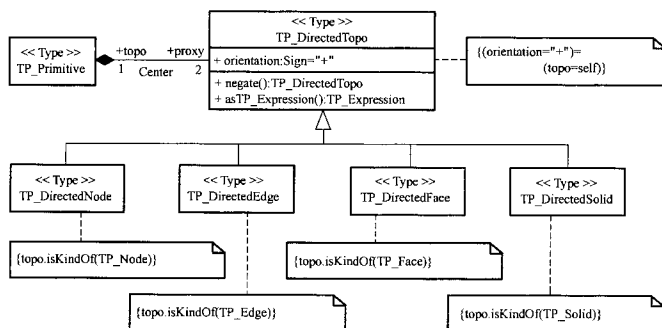 << Type >>
TP_DirectedTopo
+ orientation:Sign="+"
+ negate():TP_DirectedTopo
+ asTP_Expression():TP_Expression
<< Type >>
TP_Primitive
+topo
1
Center
+proxy
2
{(orientation="+")=
(topo=self)}
<< Type >>
TP_DirectedNode
<< Type >>
TP_DirectedEdge
<< Type >>
TP_DirectedFace
<< Type >>
TP_DirectedSolid
{topo.isKindOf(TP_Node)}
{topo.isKindOf(TP_Face)}
{topo.isKindOf(TP_Edge)}
{topo.isKindOf(TP_Solid)}